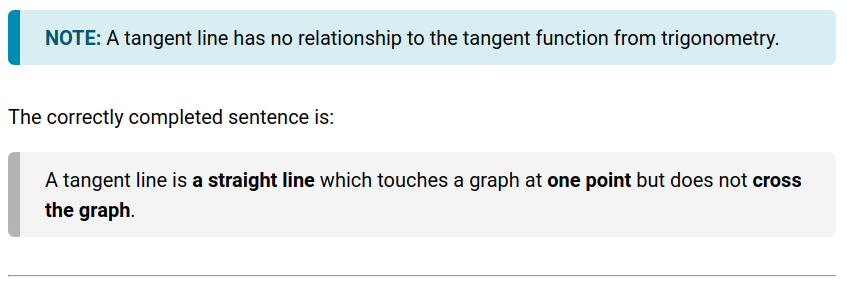 NOTE: A tangent line has no relationship to the tangent function from trigonometry.
The correctly completed sentence is:
A tangent line is a straight line which touches a graph at one point but does not cross
the graph.